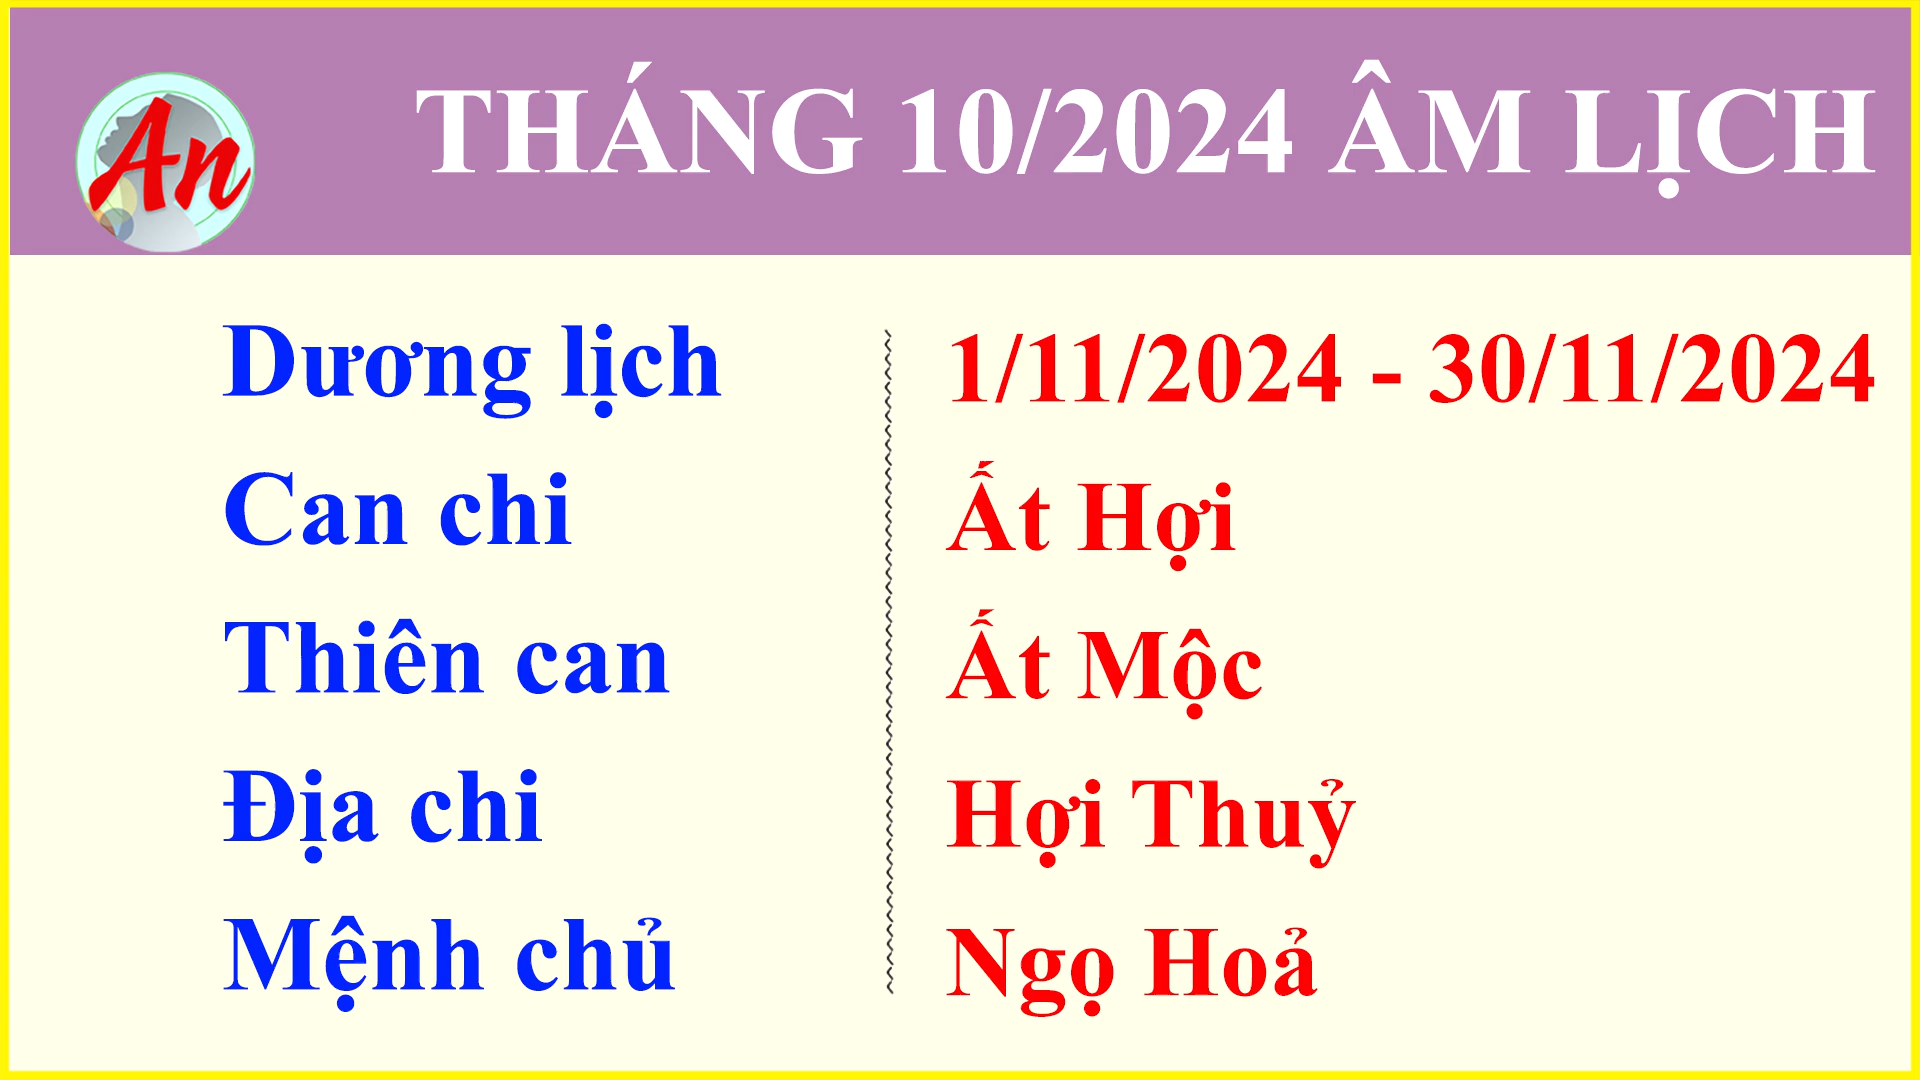 An
THÁNG 10/2024 ÂM LỊCH
Dương lịch
1/11/2024 - 30/11/2024
Can chi
Ất Hợi
Thiên can
Ất Mộc
Địa chi
Hợi Thuỷ
Mệnh chủ
Ngọ Hoả